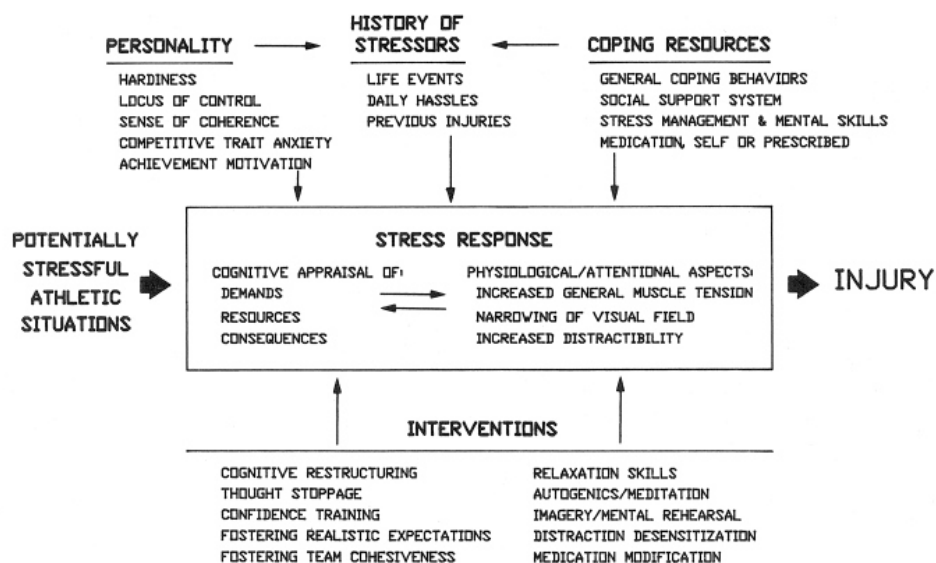 PERSONALITY
HARDINESS
LOCUS OF CONTROL
SENSE OF COHERENCE
COMPETITIVE TRAIT ANXIETY
ACHIEVEMENT MOTIVATION
HISTORY OF
STRESSORS
LIFE EVENTS
DAILY HASSLES
PREVIOUS INJURIES
COPING RESOURCES
GENERAL COPING BEHAVIORS
SOCIAL SUPPORT SYSTEM
STRESS MANAGEMENT & MENTAL SKILLS
MEDICATION, SELF OR PRESCRIBED
POTENTIALLY
STRESSFUL
ATHLETIC
SITUATIONS
STRESS RESPONSE
COGNITIVE APPRAISAL OF:
DEMANDS
RESOURCES
CONSEQUENCES
PHYSIOLOGICAL/ATTENTIONAL ASPECTS:
INCREASED GENERAL MUSCLE TENSION
NARROWING OF VISUAL FIELD
INCREASED DISTRACTIBILITY
INJURY
INTERVENTIONS
COGNITIVE RESTRUCTURING
THOUGHT STOPPAGE
CONFIDENCE TRAINING
FOSTERING REALISTIC EXPECTATIONS
FOSTERING TEAM COHESIVENESS
RELAXATION SKILLS
AUTOGENICS/MEDITATION
IMAGERY/MENTAL REHEARSAL
DISTRACTION DESENSITIZATION
MEDICATION MODIFICATION